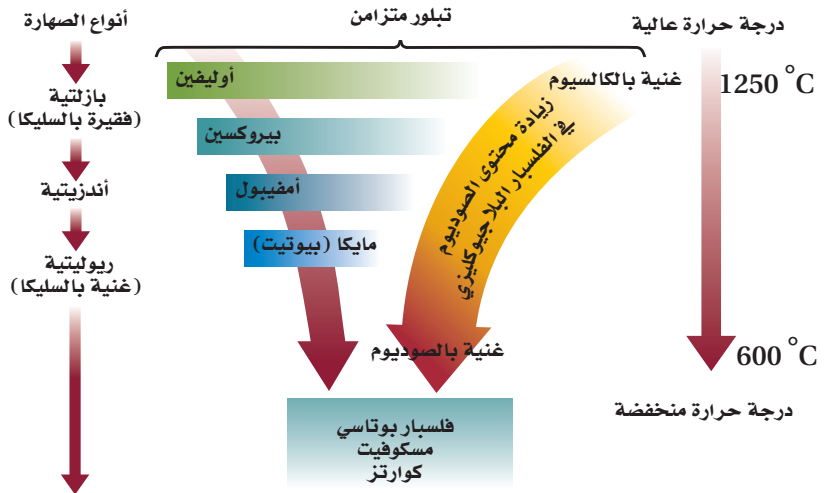 درجة حرارة عالية
1250 °C
600 °C
درجة حرارة منخفضة
تبلور متزامن
غنية بالكالسيوم
زيادة محتوى الصوديوم
في الفلسبار البلاجيوكليزي
غنية بالصوديوم
أوليفين
بيروكسين
أمفيبول
مايكا (بيوتيت)
فلسبار بوتاسي
مسكوفيت
كوارتز
أنواع الصهارة
بازلتية
(فقيرة بالسليكا)
أندزيتية
ريوليتية
(غنية بالسليكا)